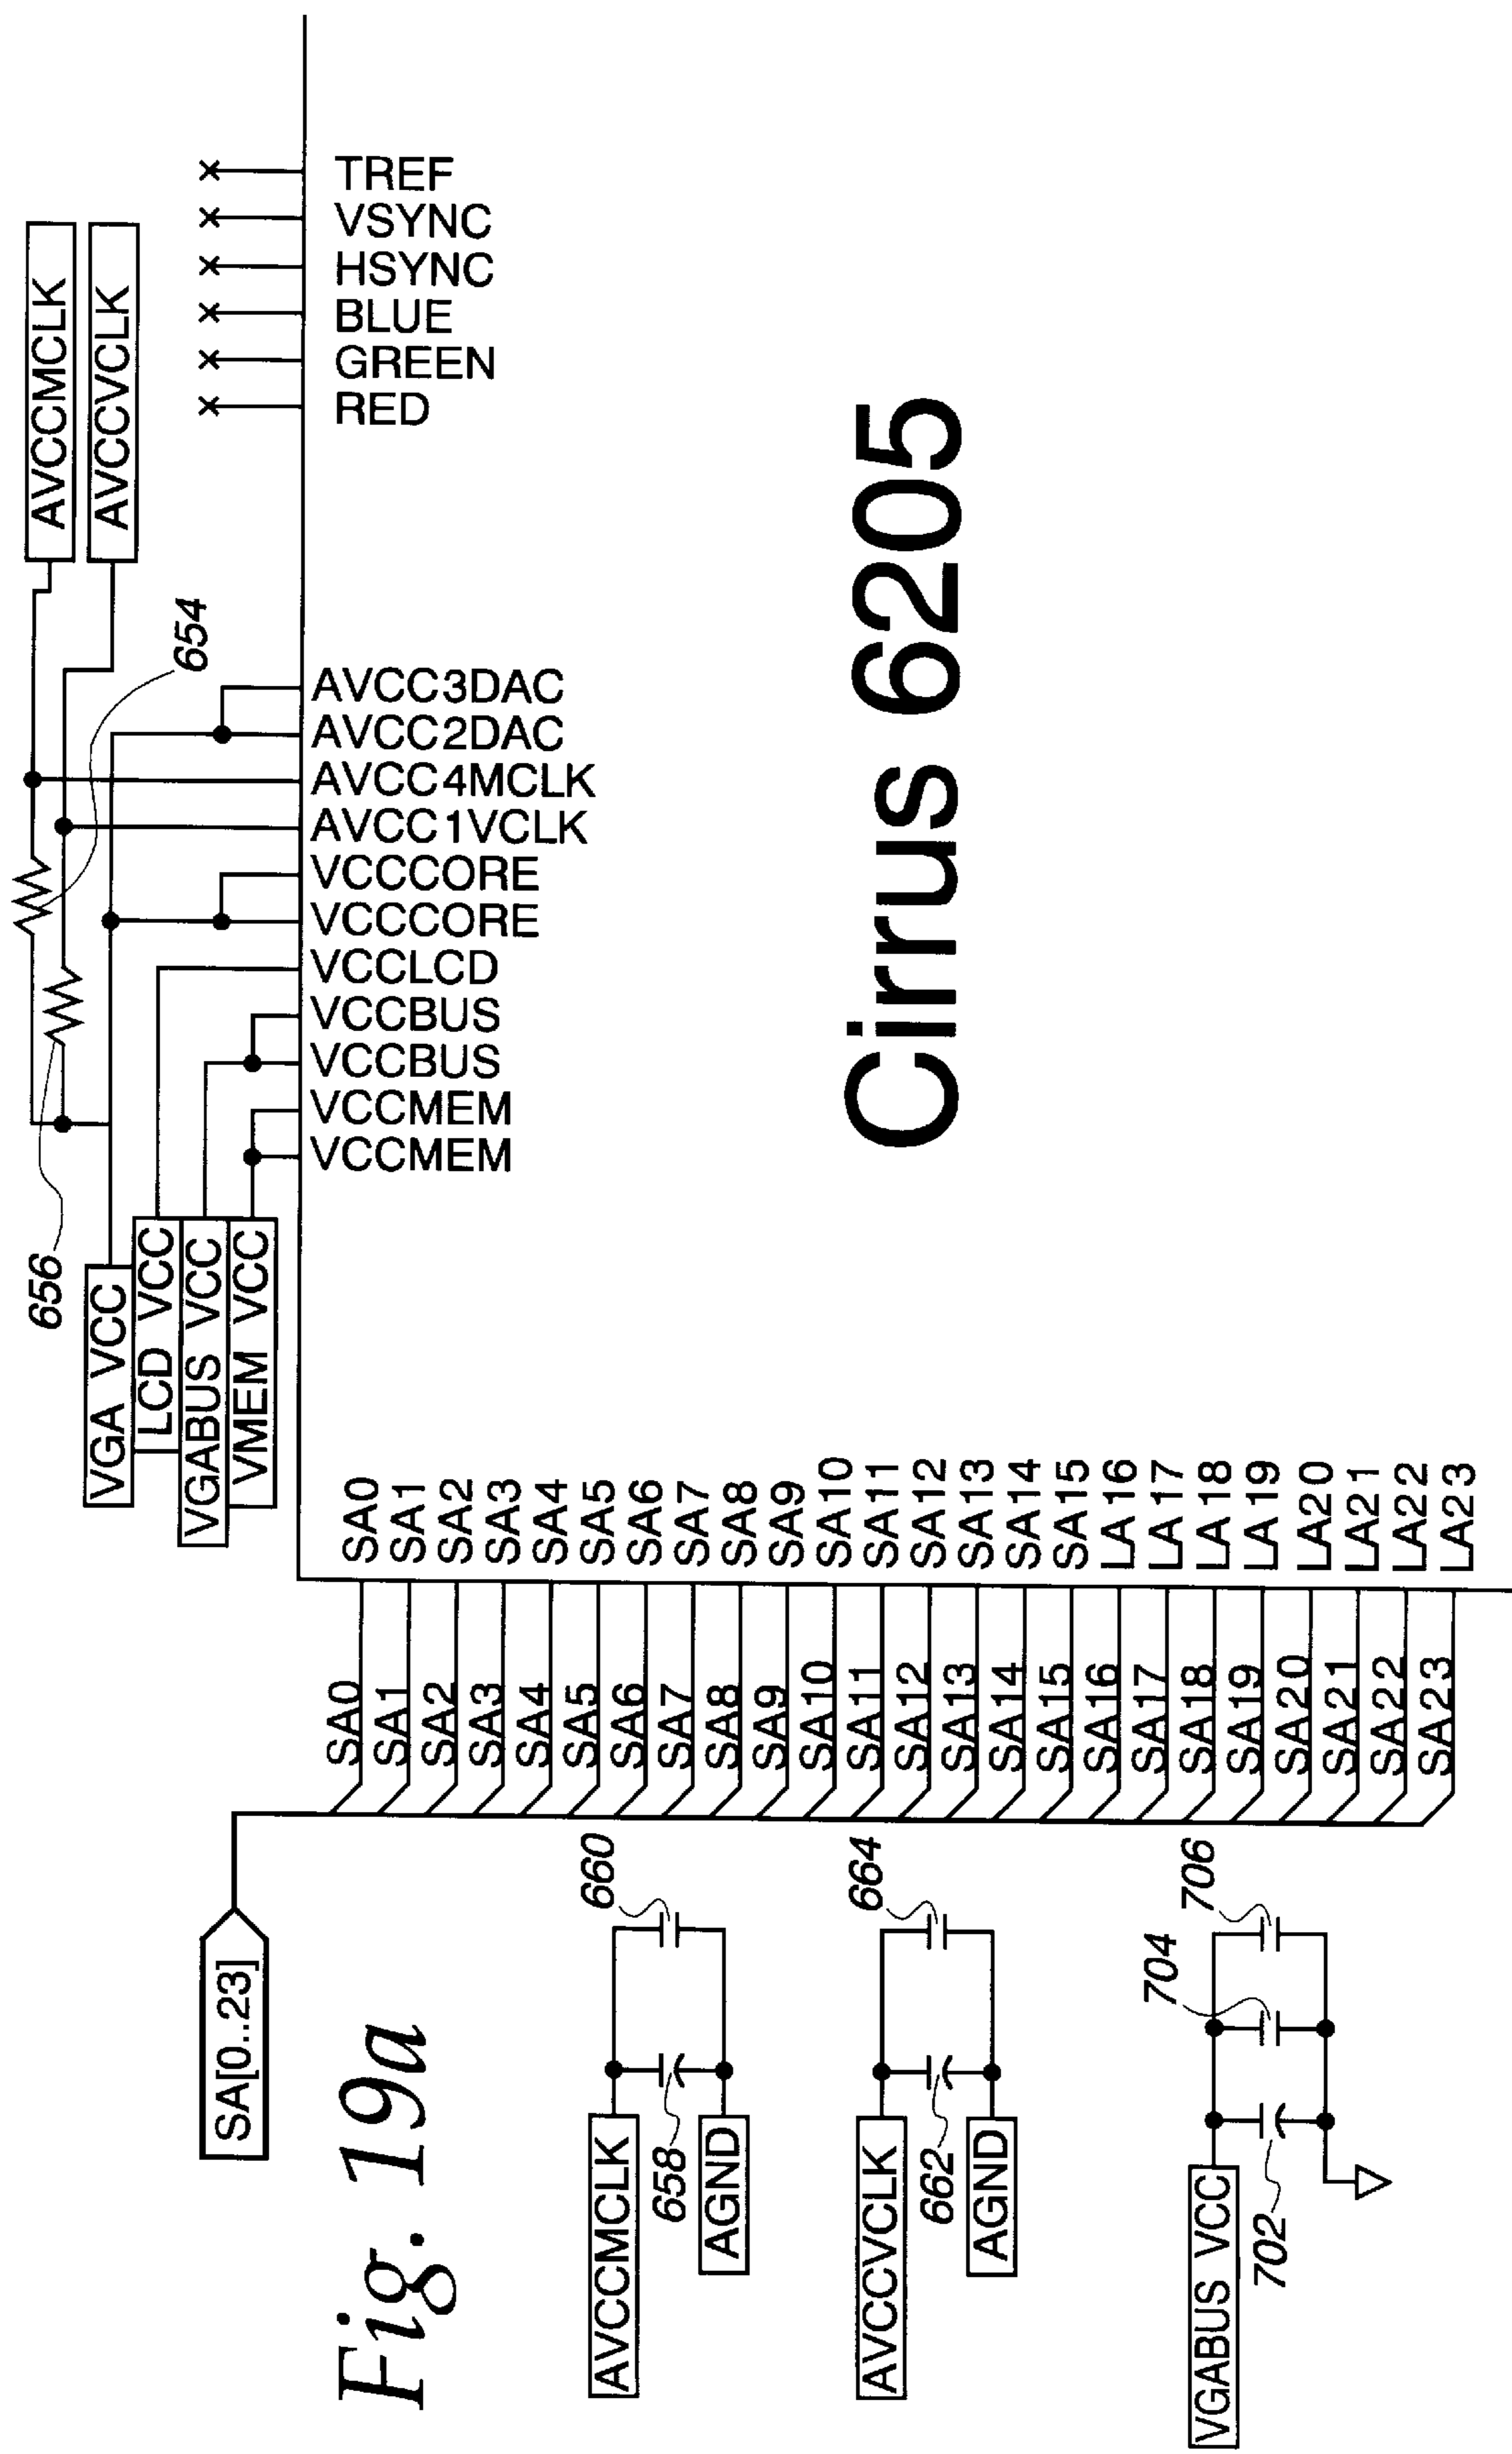 AVCCMCLK
AVCCVCLK
654
656
VGA VCC
LCD VCC
VGABUS VCC
VMEM VCC
VCCMEM
VCCMEM
VCCBUS
VCCBUS
VCCLCD
VCCCORE
VCCCORE
AVCC1VCLK
AVCC4MCLK
AVCC2DAC
AVCC3DAC
RED
GREEN
BLUE
HSYNC
VSYNC
TREF
SA[0..23]
SA0 SA0
SA1 SA1
SA2 SA2
SA3 SA3
SA4 SA4
SA5 SA5
SA6 SA6
SA7 SA7
SA8 SA8
SA9 SA9
SA10 SA10
SA11 SA11
SA12 SA12
SA13 SA13
SA14 SA14
SA15 SA15
SA16 LA16
SA17 LA17
SA18 LA18
SA19 LA19
SA20 LA20
SA21 LA21
SA22 LA22
SA23 LA23
Cirrus 6205
Fig. 19a
AVCCMCLK
658
660
AGND
AVCCVCLK
662
664
AGND
VGABUS VCC
702
704
706